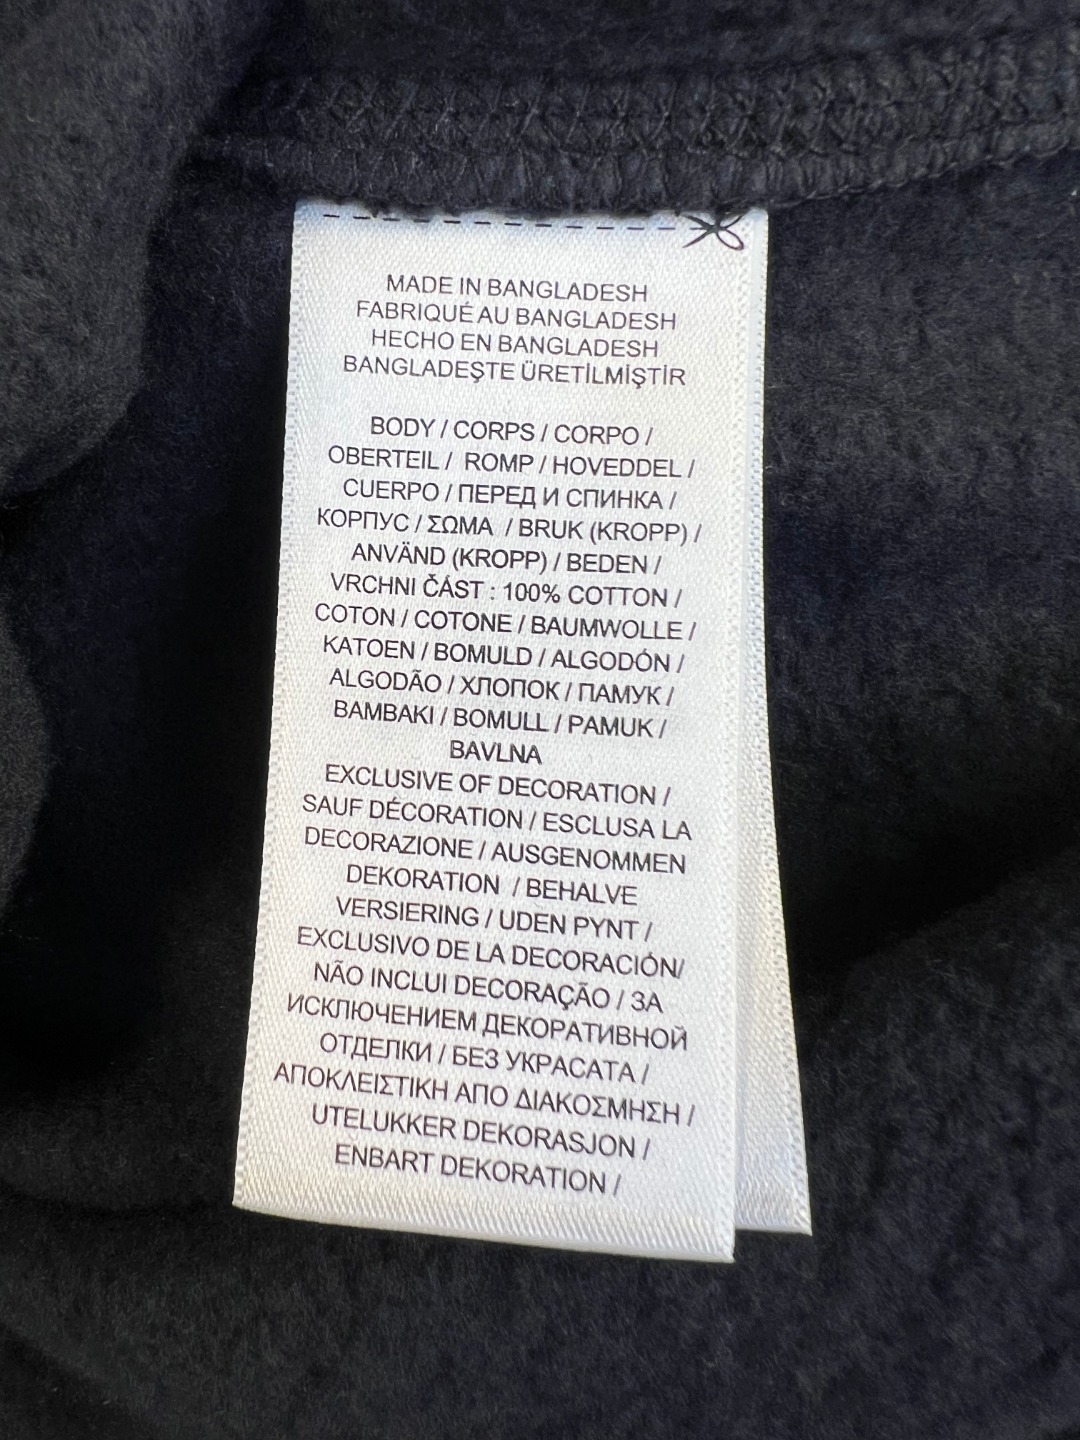 MADE IN BANGLADESH
FABRIQUÉ AU BANGLADESH
HECHO EN BANGLADESH
BANGLADEŞTE ÜRETİLMİŞTİR
BODY / CORPS / CORPO /
OBERTEIL / ROMP / HOVEDDEL /
CUERPO / ПЕРЕД И СПИНКА /
КОРПУС / ΣΩΜΑ / BRUK (KROPP) /
ANVÄND (KROPP) / BEDEN /
VRCHNI ČÁST : 100% COTTON /
COTON / COTONE / BAUMWOLLE /
KATOEN / BOMULD / ALGODÓN /
ALGODÃO / ХЛОПОК / ПАМУК /
BAMBAKI / BOMULL / PAMUK /
BAVLNA
EXCLUSIVE OF DECORATION /
SAUF DÉCORATION / ESCLUSA LA
DECORAZIONE / AUSGENOMMEN
DEKORATION / BEHALVE
VERSIERING / UDEN PYNT /
EXCLUSIVO DE LA DECORACIÓN/
NÃO INCLUI DECORAÇÃO / ЗА
ИСКЛЮЧЕНИЕМ ДЕКОРАТИВНОЙ
ОТДЕЛКИ / БЕЗ УКРАСАТА /
ΑΠΟΚΛΕΙΣΤΙΚΗ ΑΠΟ ΔΙΑΚΟΣΜΗΣΗ /
UTELUKKER DEKORASJON /
ENBART DEKORATION /